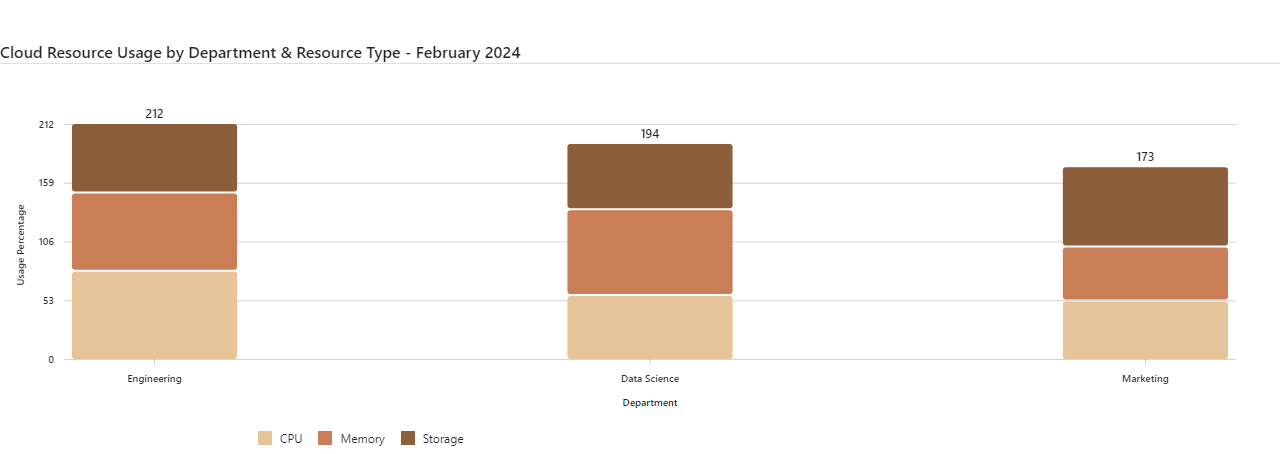 Cloud Resource Usage by Department & Resource Type - February 2024
212
194
173
212
159
106
53
0
Usage Percentage
Engineering
Data Science
Marketing
Department
CPU
Memory
Storage